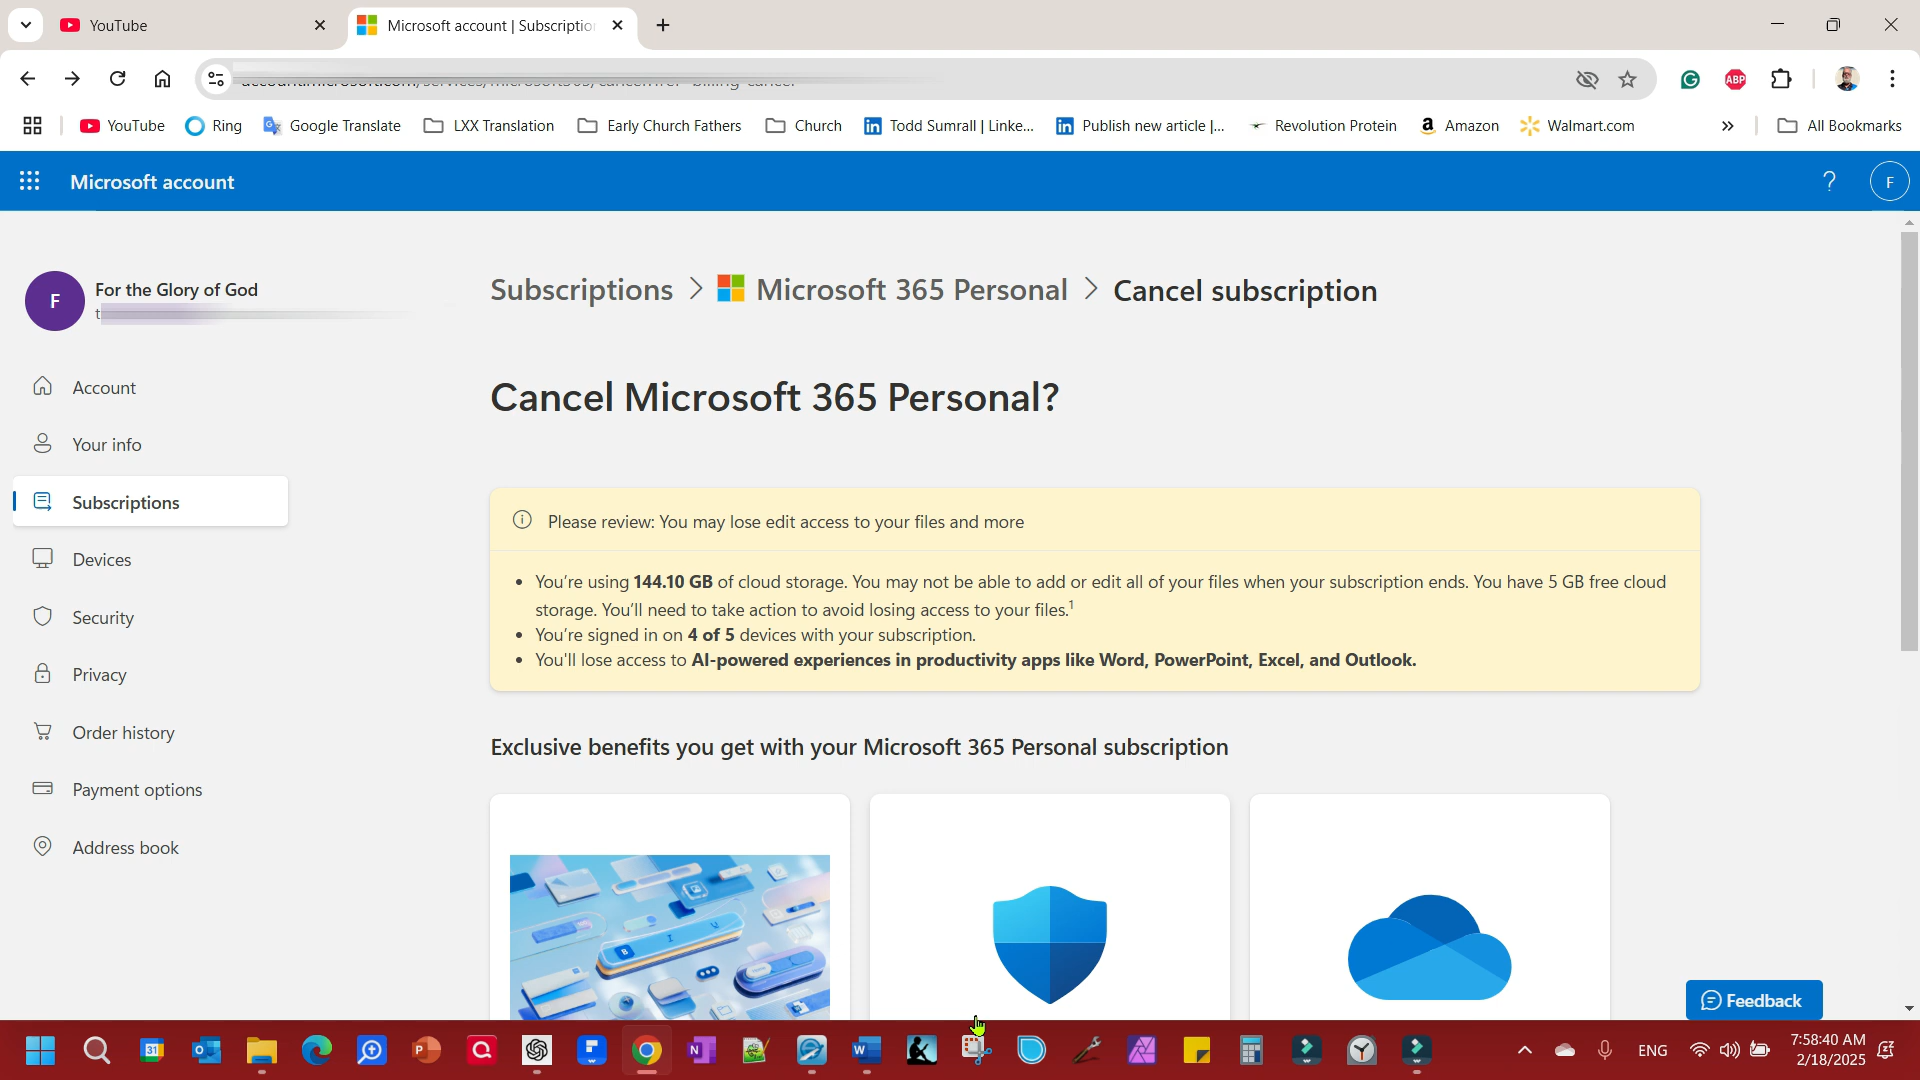 YouTube
Microsoft account | Subscription
YouTube
Ring
Google Translate
LXX Translation
Early Church Fathers
Church
Todd Sumrall | Linke...
Publish new article |...
Revolution Protein
Amazon
Walmart.com
All Bookmarks
Microsoft account
?
F
F
For the Glory of God
Subscriptions > Microsoft 365 Personal > Cancel subscription
Account
Your info
Subscriptions
Devices
Security
Privacy
Order history
Payment options
Address book
Cancel Microsoft 365 Personal?
Please review: You may lose edit access to your files and more
• You're using 144.10 GB of cloud storage. You may not be able to add or edit all of your files when your subscription ends. You have 5 GB free cloud
storage. You'll need to take action to avoid losing access to your files.¹
• You're signed in on 4 of 5 devices with your subscription.
• You'll lose access to AI-powered experiences in productivity apps like Word, PowerPoint, Excel, and Outlook.
Exclusive benefits you get with your Microsoft 365 Personal subscription
B I U
Feedback
ENG
7:58:40 AM
2/18/2025